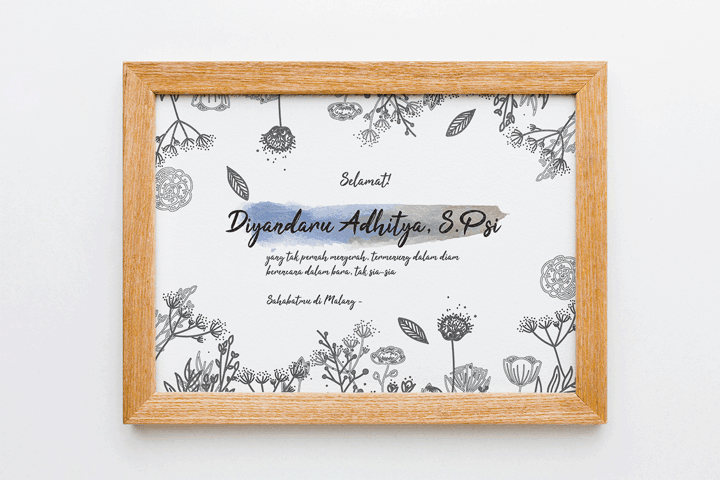 Selamat!
Diyandaru Adhitya, S.Psi
yang tak pernah menyerah, termenung dalam diam
berencana dalam bara, tak sia-sia
Sahabatmu di Malang -